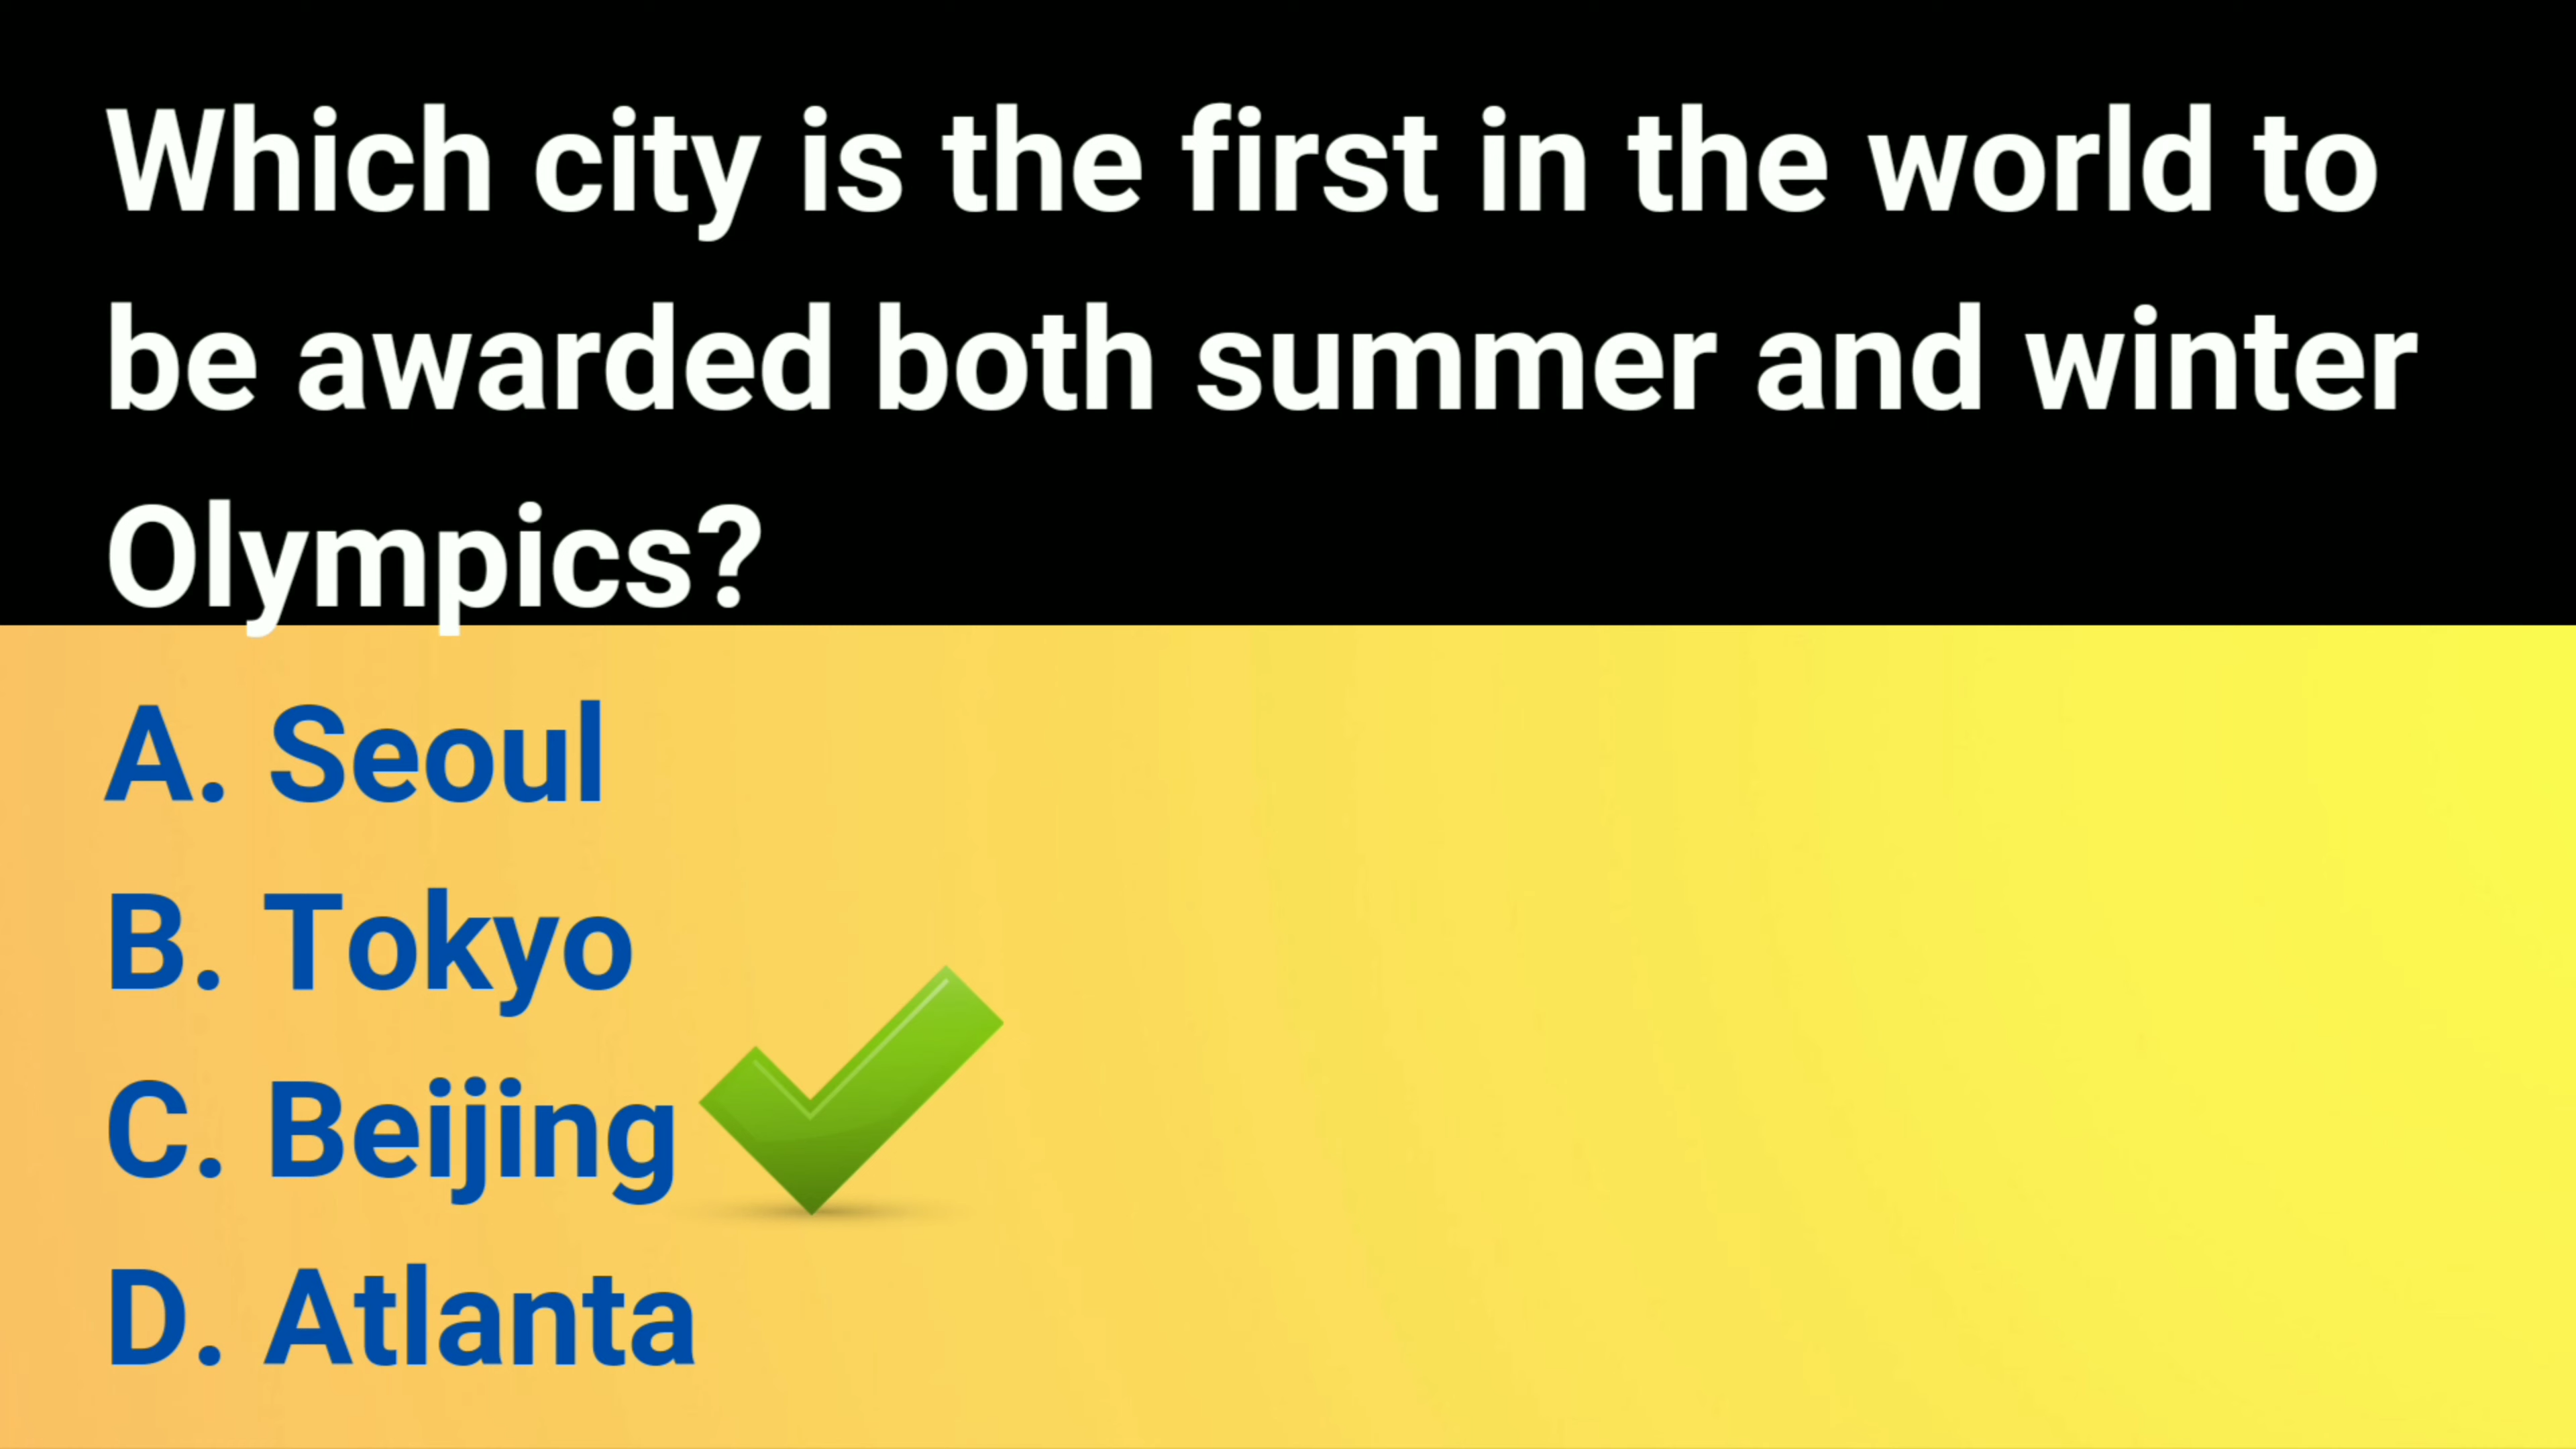 Which city is the first in the world to
be awarded both summer and winter
Olympics?
A. Seoul
B. Tokyo
C. Beijing
D. Atlanta